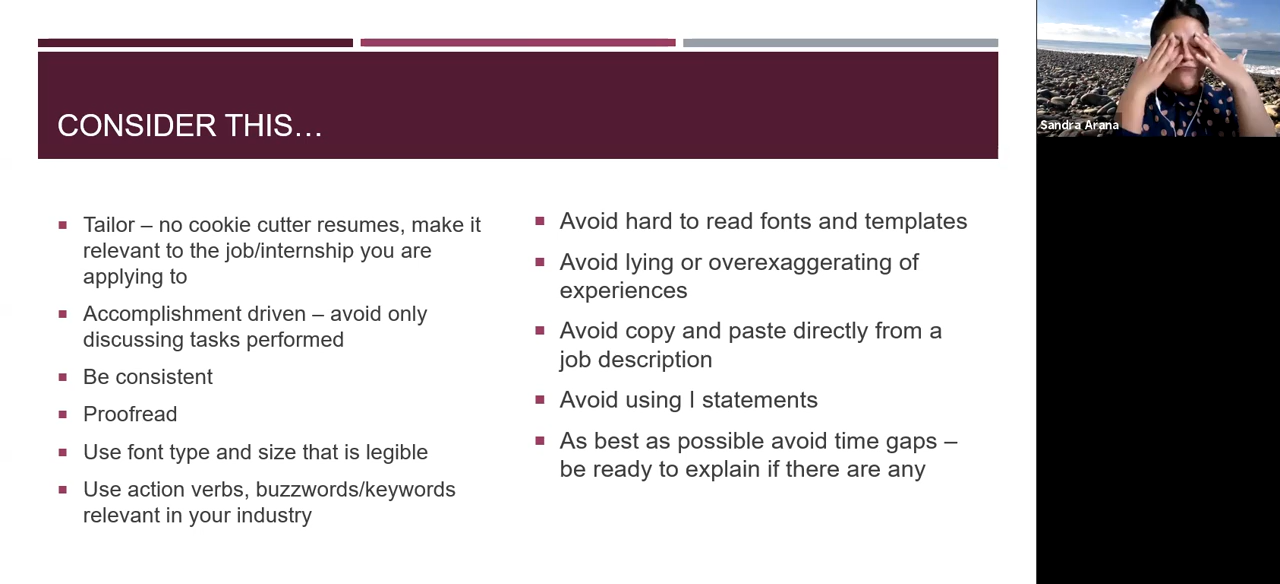 CONSIDER THIS…
Tailor – no cookie cutter resumes, make it
relevant to the job/internship you are
applying to
Accomplishment driven – avoid only
discussing tasks performed
Be consistent
Proofread
Use font type and size that is legible
Use action verbs, buzzwords/keywords
relevant in your industry
Avoid hard to read fonts and templates
Avoid lying or overexaggerating of
experiences
Avoid copy and paste directly from a
job description
Avoid using I statements
As best as possible avoid time gaps –
be ready to explain if there are any
Sandra Arana